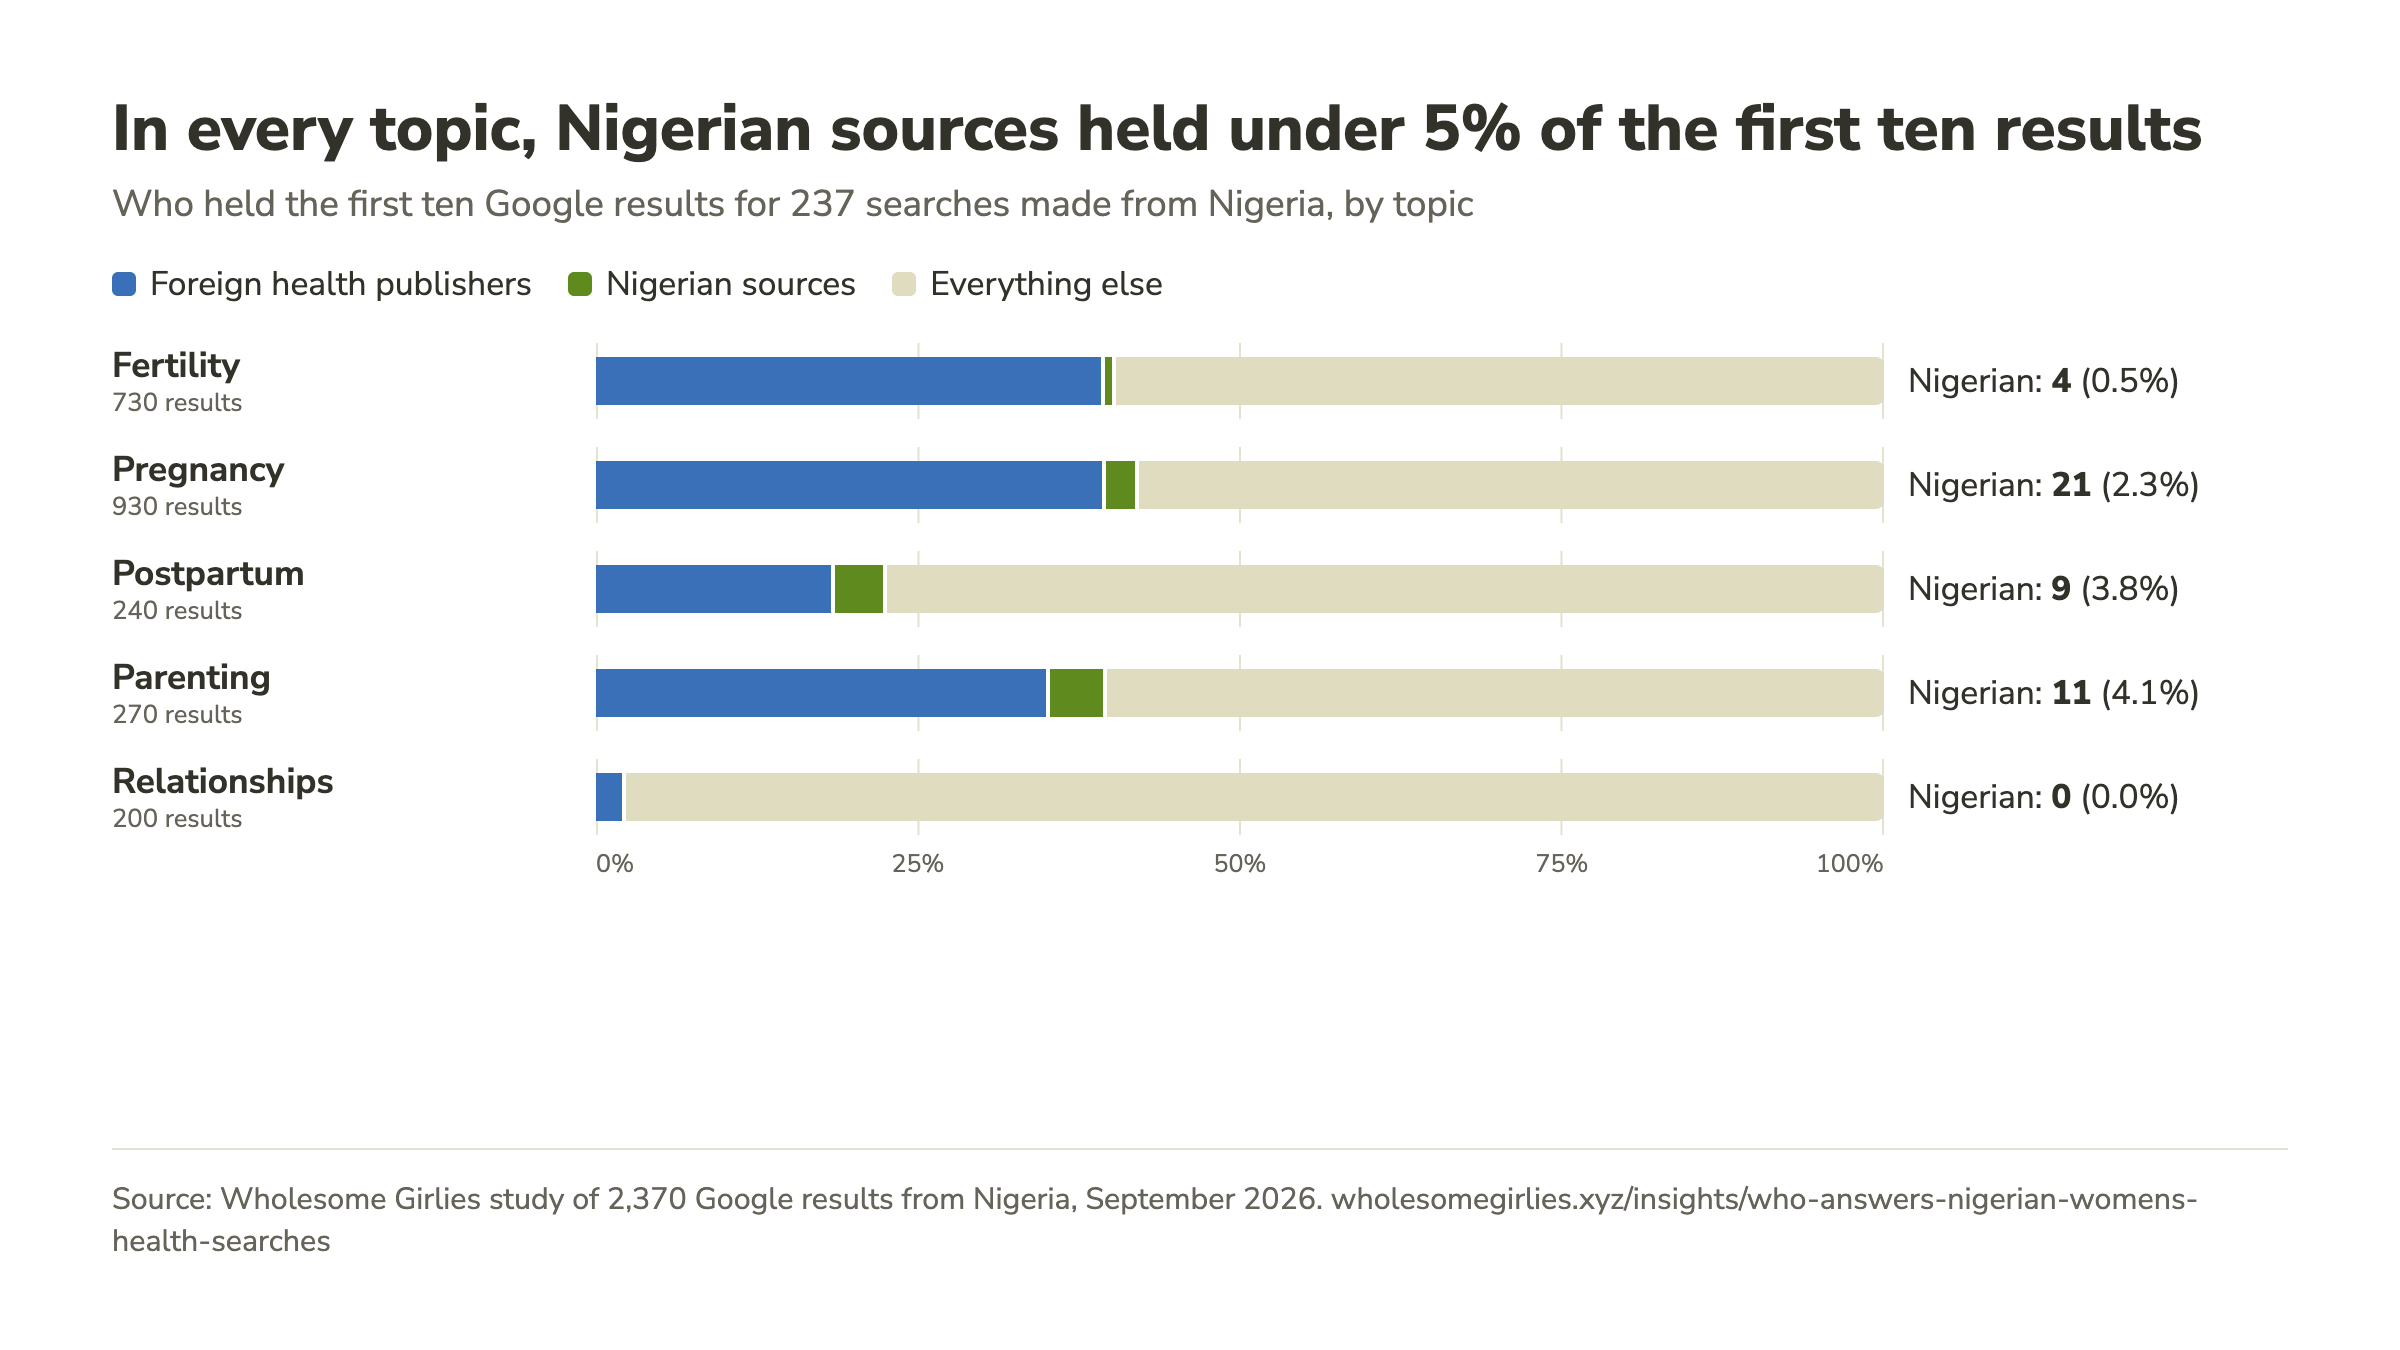 In every topic, Nigerian sources held under 5% of the first ten results
Who held the first ten Google results for 237 searches made from Nigeria, by topic
Foreign health publishers Nigerian sources Everything else
Fertility
730 results
Nigerian: 4 (0.5%)
Pregnancy
930 results
Nigerian: 21 (2.3%)
Postpartum
240 results
Nigerian: 9 (3.8%)
Parenting
270 results
Nigerian: 11 (4.1%)
Relationships
200 results
Nigerian: 0 (0.0%)
0% 25% 50% 75% 100%
Source: Wholesome Girlies study of 2,370 Google results from Nigeria, September 2026. wholesomegirlies.xyz/insights/who-answers-nigerian-womens-
health-searches